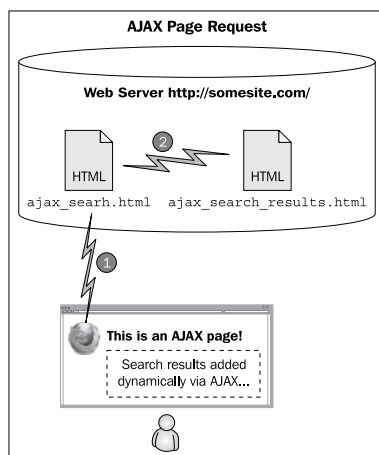 AJAX Page Request
Web Server http://somesite.com/
2
HTML
HTML
ajax_searh.html
ajax_search_results.html
1
This is an AJAX page!
Search results added
dynamically via AJAX...